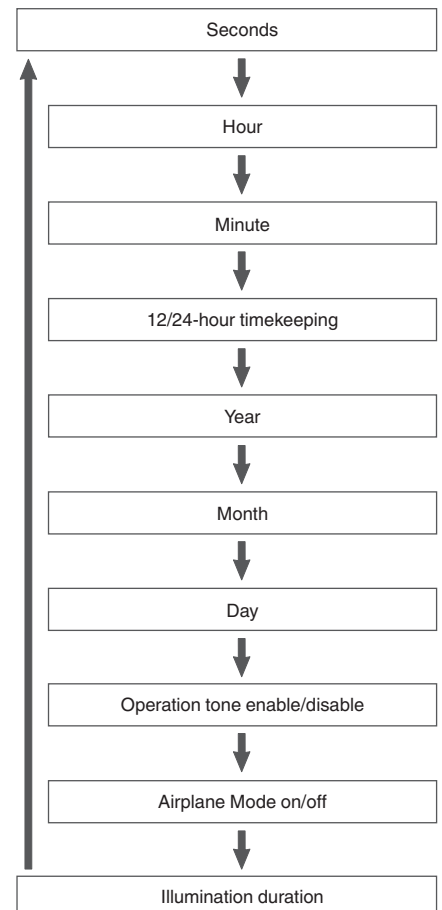 Seconds
Hour
Minute
12/24-hour timekeeping
Year
Month
Day
Operation tone enable/disable
Airplane Mode on/off
Illumination duration